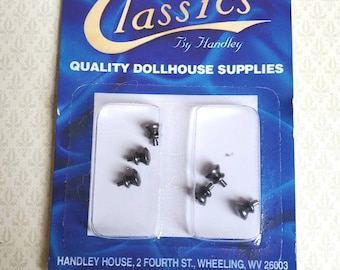 Classics
By Handley
QUALITY DOLLHOUSE SUPPLIES
HANDLEY HOUSE, 2 FOURTH ST., WHEELING, WV 26003